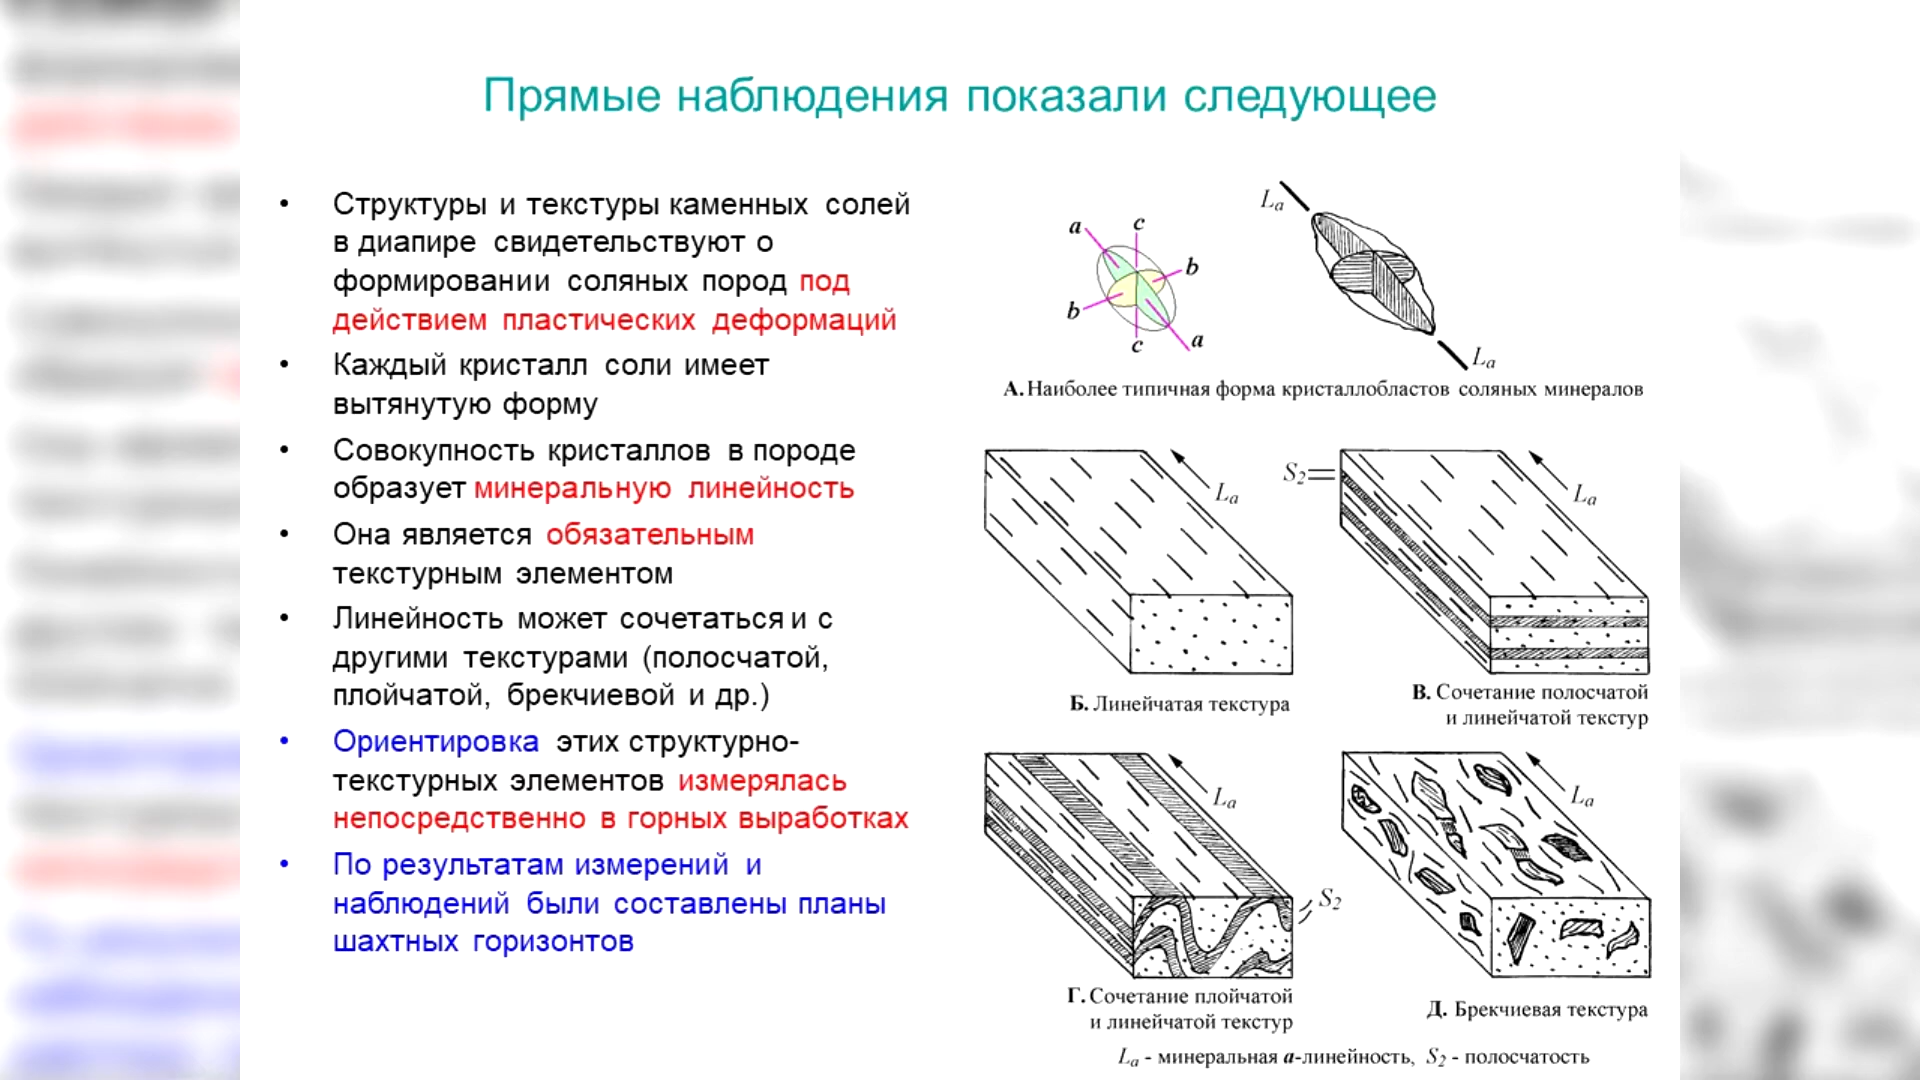 Прямые наблюдения показали следующее
• Структуры и текстуры каменных солей
в диапире свидетельствуют о
формировании соляных пород под
действием пластических деформаций
• Каждый кристалл соли имеет
вытянутую форму
• Совокупность кристаллов в породе
образует минеральную линейность
• Она является обязательным
текстурным элементом
• Линейность может сочетаться и с
другими текстурами (полосчатой,
плойчатой, брекчиевой и др.)
• Ориентировка этих структурно-
текстурных элементов измерялась
непосредственно в горных выработках
• По результатам измерений и
наблюдений были составлены планы
шахтных горизонтов
a
c
b
b
c
a
La
La
А. Наиболее типичная форма кристаллобластов соляных минералов
La
Б. Линейчатая текстура
S2
La
В. Сочетание полосчатой
и линейчатой текстур
La
S2
Г. Сочетание плойчатой
и линейчатой текстур
La
Д. Брекчиевая текстура
La - минеральная a-линейность, S2 - полосчатость